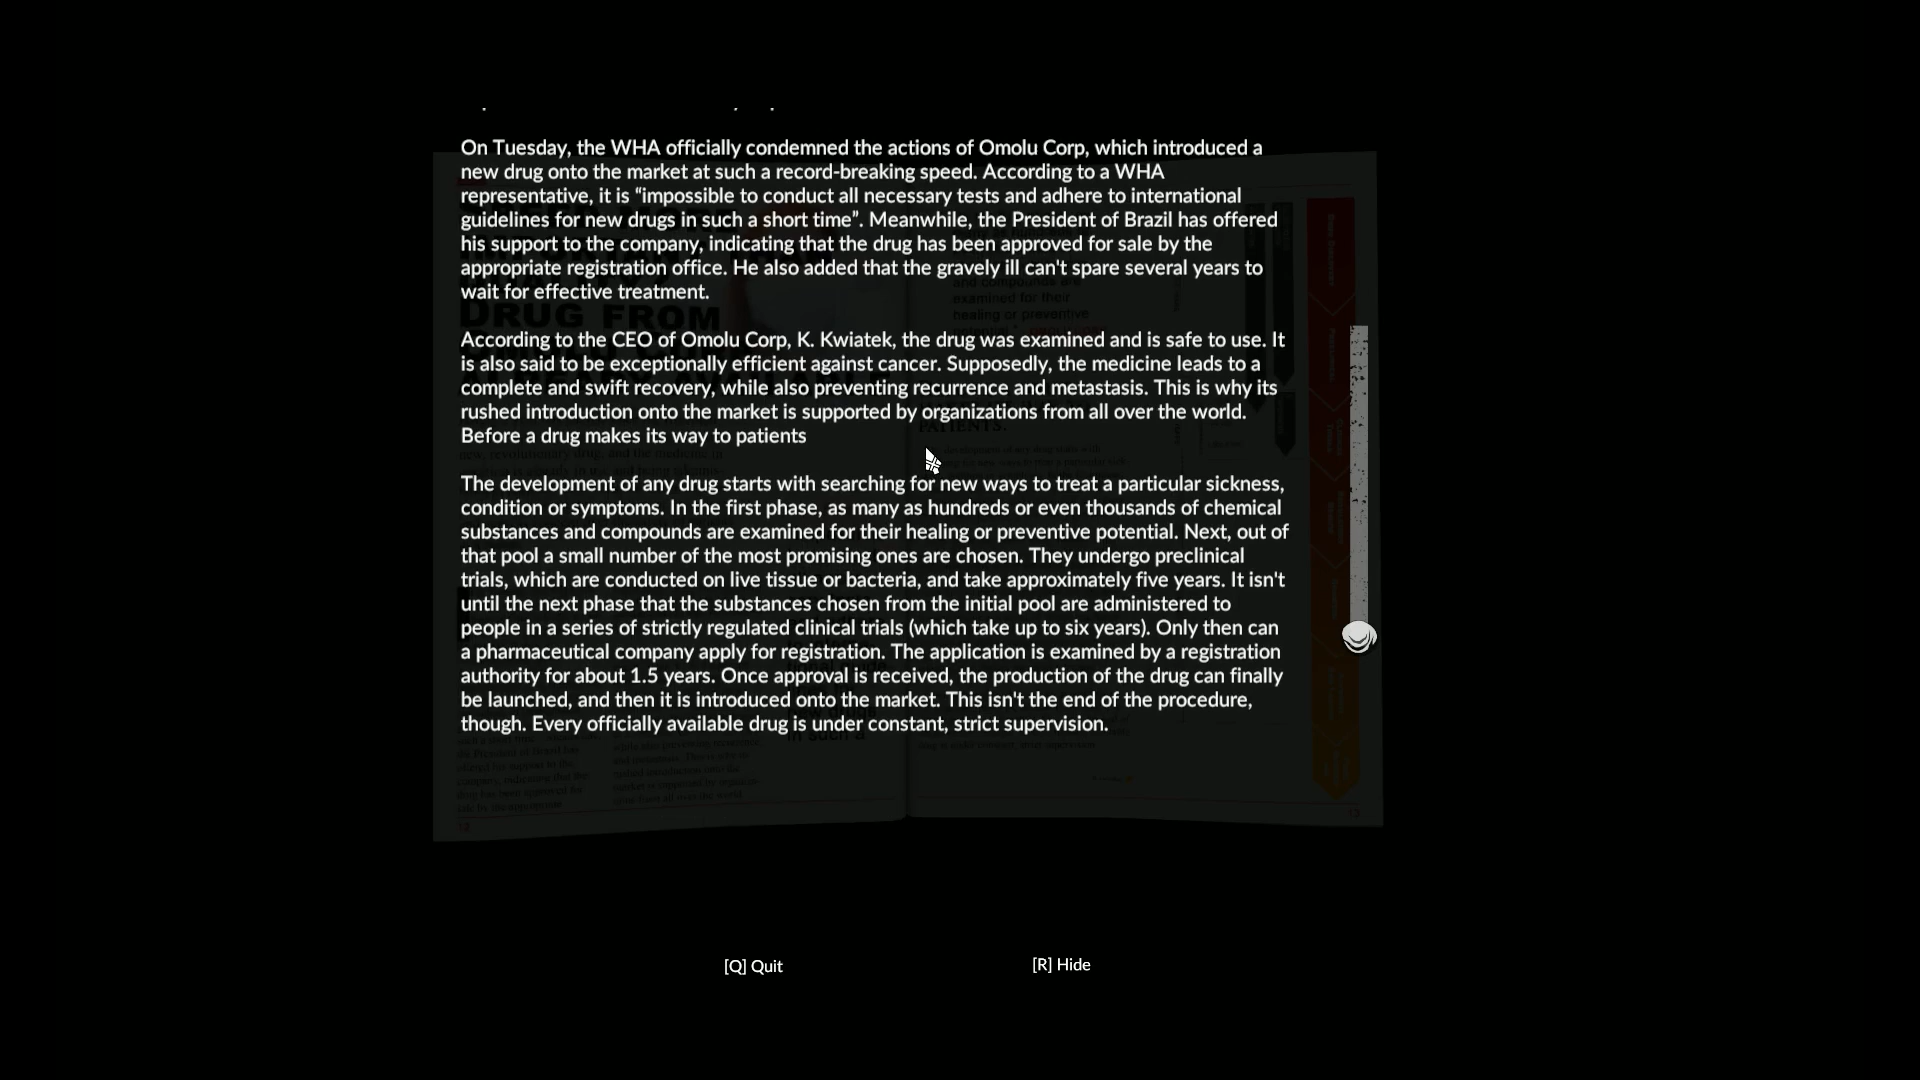 On Tuesday, the WHA officially condemned the actions of Omolu Corp, which introduced a
new drug onto the market at such a record-breaking speed. According to a WHA
representative, it is “impossible to conduct all necessary tests and adhere to international
guidelines for new drugs in such a short time”. Meanwhile, the President of Brazil has offered
his support to the company, indicating that the drug has been approved for sale by the
appropriate registration office. He also added that the gravely ill can't spare several years to
wait for effective treatment.
According to the CEO of Omolu Corp, K. Kwiatek, the drug was examined and is safe to use. It
is also said to be exceptionally efficient against cancer. Supposedly, the medicine leads to a
complete and swift recovery, while also preventing recurrence and metastasis. This is why its
rushed introduction onto the market is supported by organizations from all over the world.
Before a drug makes its way to patients
The development of any drug starts with searching for new ways to treat a particular sickness,
condition or symptoms. In the first phase, as many as hundreds or even thousands of chemical
substances and compounds are examined for their healing or preventive potential. Next, out of
that pool a small number of the most promising ones are chosen. They undergo preclinical
trials, which are conducted on live tissue or bacteria, and take approximately five years. It isn't
until the next phase that the substances chosen from the initial pool are administered to
people in a series of strictly regulated clinical trials (which take up to six years). Only then can
a pharmaceutical company apply for registration. The application is examined by a registration
authority for about 1.5 years. Once approval is received, the production of the drug can finally
be launched, and then it is introduced onto the market. This isn't the end of the procedure,
though. Every officially available drug is under constant, strict supervision.
DRUG FROM
PATIENTS.
examined for their
healing or preventive
12
13
[Q] Quit
[R] Hide